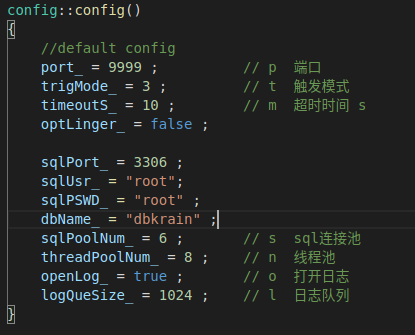 config::config()
{
//default config
port_ = 9999 ; // p 端口
trigMode_ = 3 ; // t 触发模式
timeoutS_ = 10 ; // m 超时时间 s
optLinger_ = false ;
sqlPort_ = 3306 ;
sqlUsr_ = "root";
sqlPSWD_ = "root" ;
dbName_ = "dbkrain" ;
sqlPoolNum_ = 6 ; // s sql连接池
threadPoolNum_ = 8 ; // n 线程池
openLog_ = true ; // o 打开日志
logQueSize_ = 1024 ; // l 日志队列
}